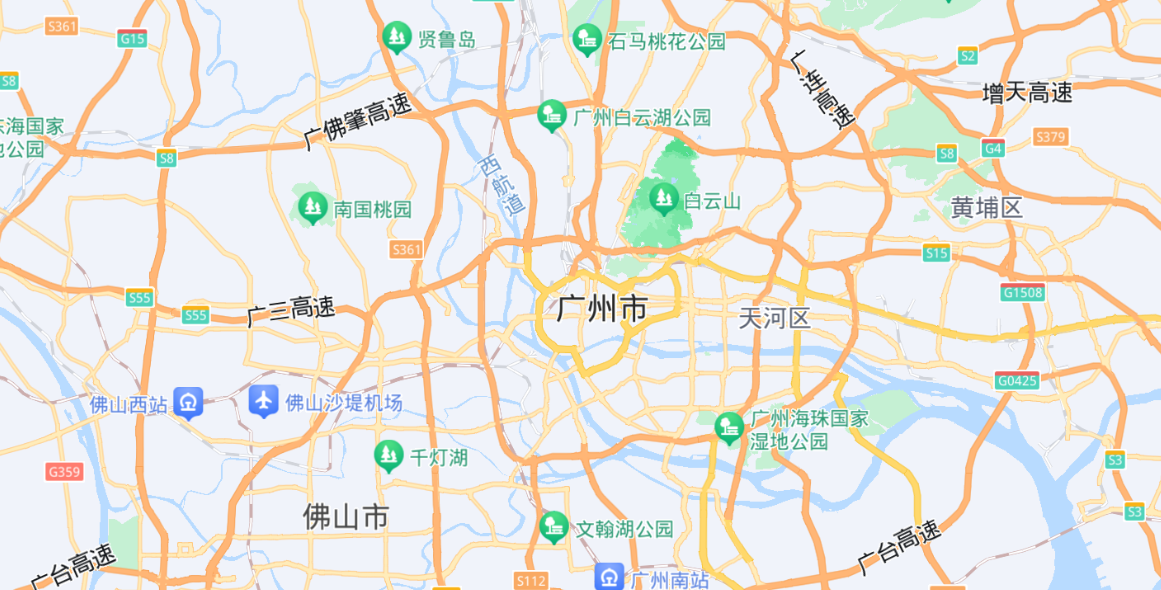 S361
G15
贤鲁岛
石马桃花公园
S2
广连高速
增天高速
S8
广佛肇高速
广州白云湖公园
东海国家
地公园
S379
G4
S8
S8
西航道
白云山
黄埔区
南国桃园
S361
S15
G1508
S55
S55
广三高速
广州市
天河区
G0425
佛山西站
佛山沙堤机场
广州海珠国家
湿地公园
千灯湖
G359
S3
佛山市
S3
文翰湖公园
广台高速
广台高速
S112
广州南站